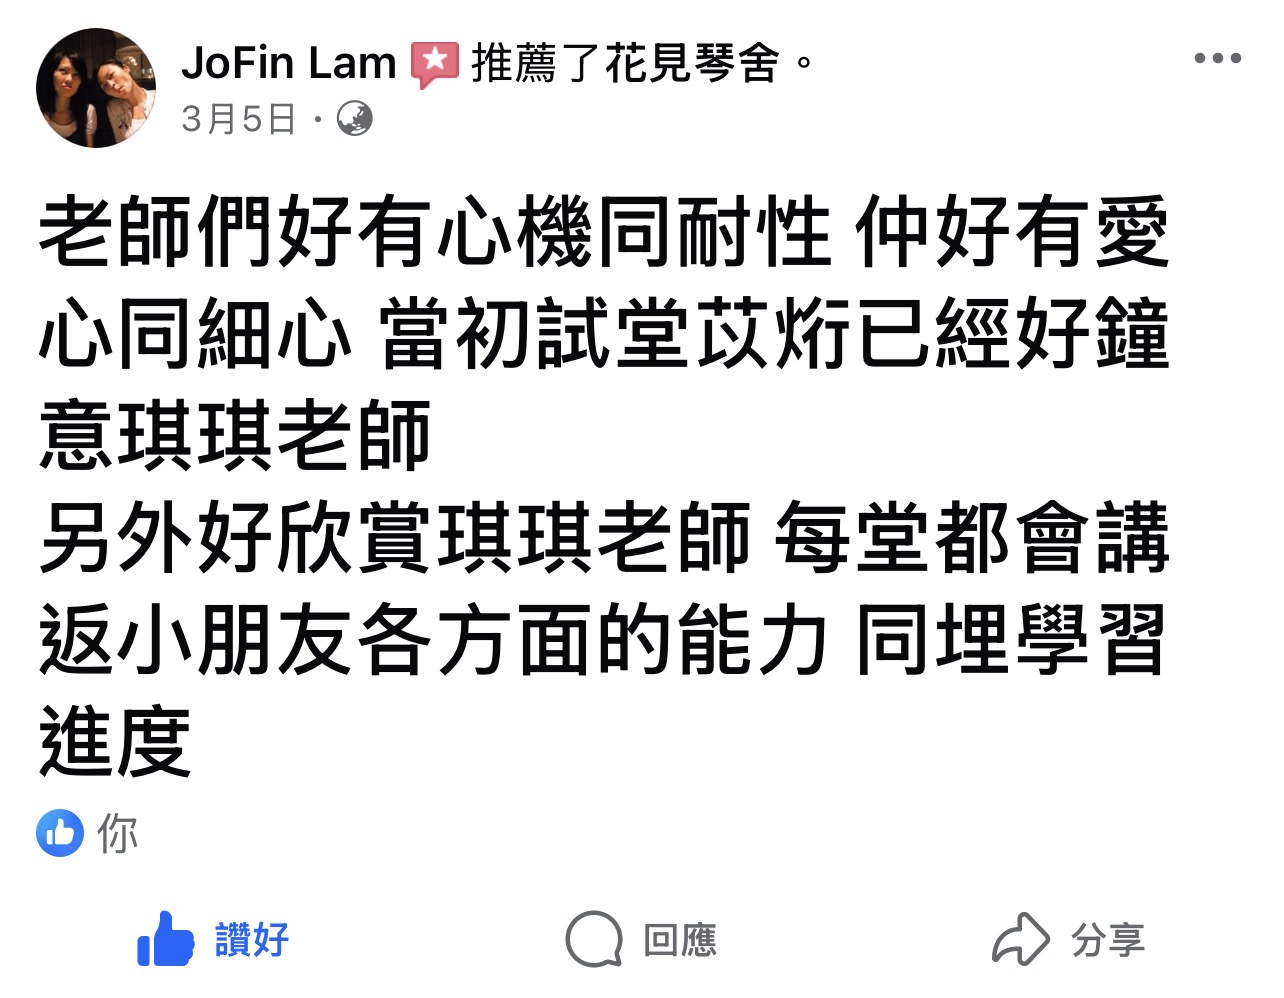 JoFin Lam 推薦了花見琴舍。
3月5日 ·
老師們好有心機同耐性 仲好有愛
心同細心 當初試堂苡烆已經好鐘
意琪琪老師
另外好欣賞琪琪老師 每堂都會講
返小朋友各方面的能力 同埋學習
進度
你
讚好 回應 分享